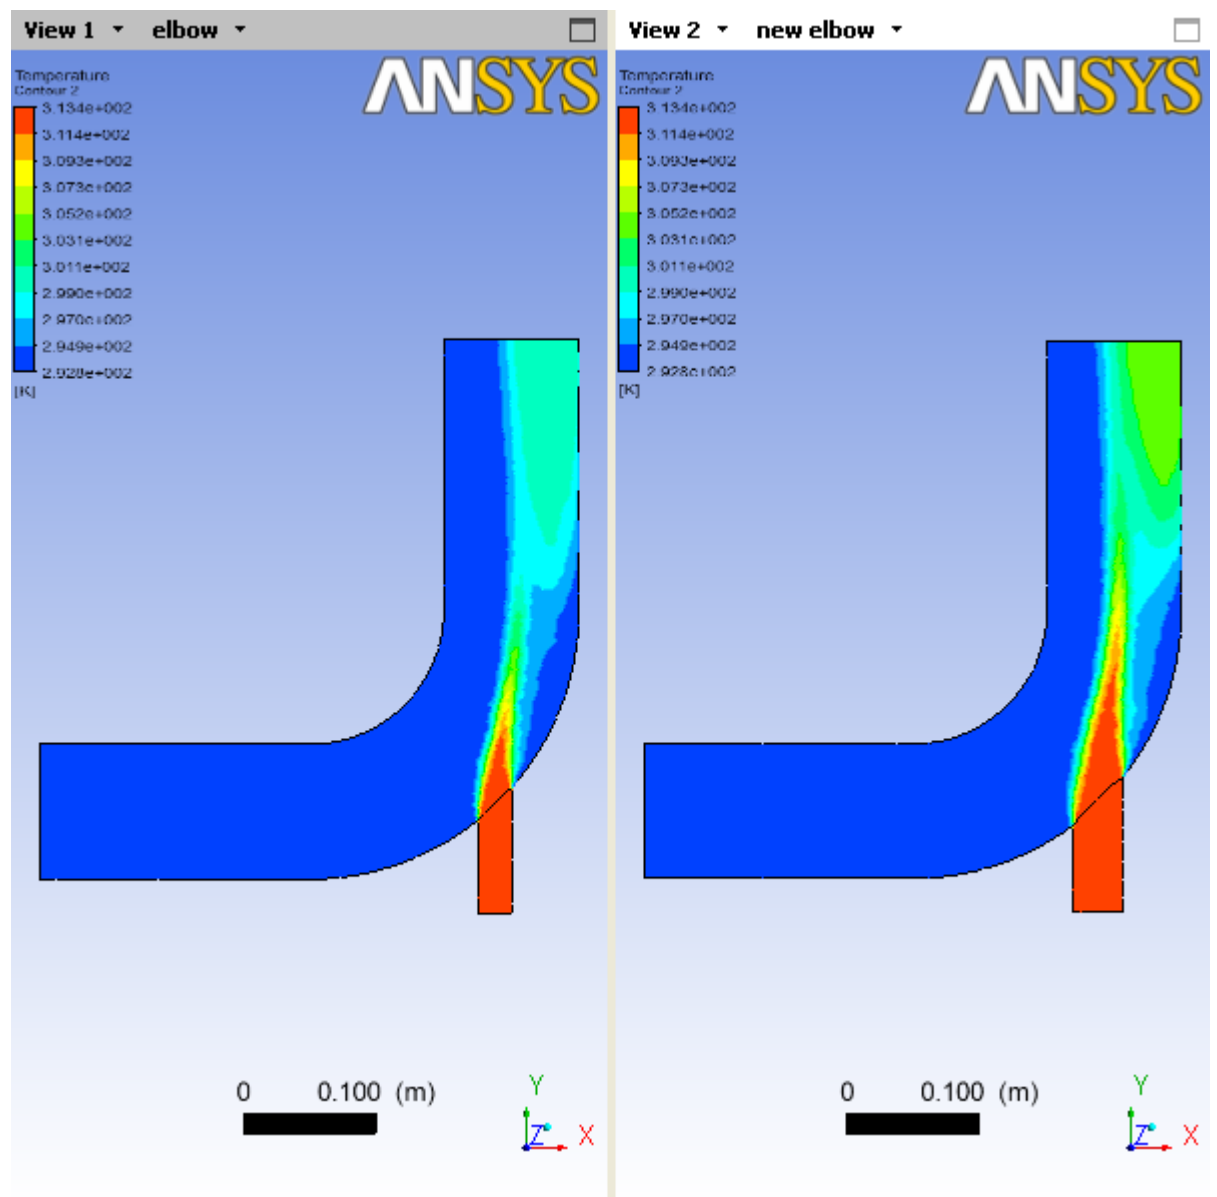 View 1 elbow
ANSYS
Temperature
Contour 2
3.134e+002
3.114e+002
3.093e+002
3.073e+002
3.052e+002
3.031e+002
3.011e+002
2.990e+002
2.970e+002
2.949e+002
2.928e+002
[K]
0 0.100 (m)
Y
Z X
View 2 new elbow
ANSYS
Temperature
Contour 2
3.134e+002
3.114e+002
3.093e+002
3.073e+002
3.052e+002
3.031e+002
3.011e+002
2.990e+002
2.970e+002
2.949e+002
2.928e+002
[K]
0 0.100 (m)
Y
Z X